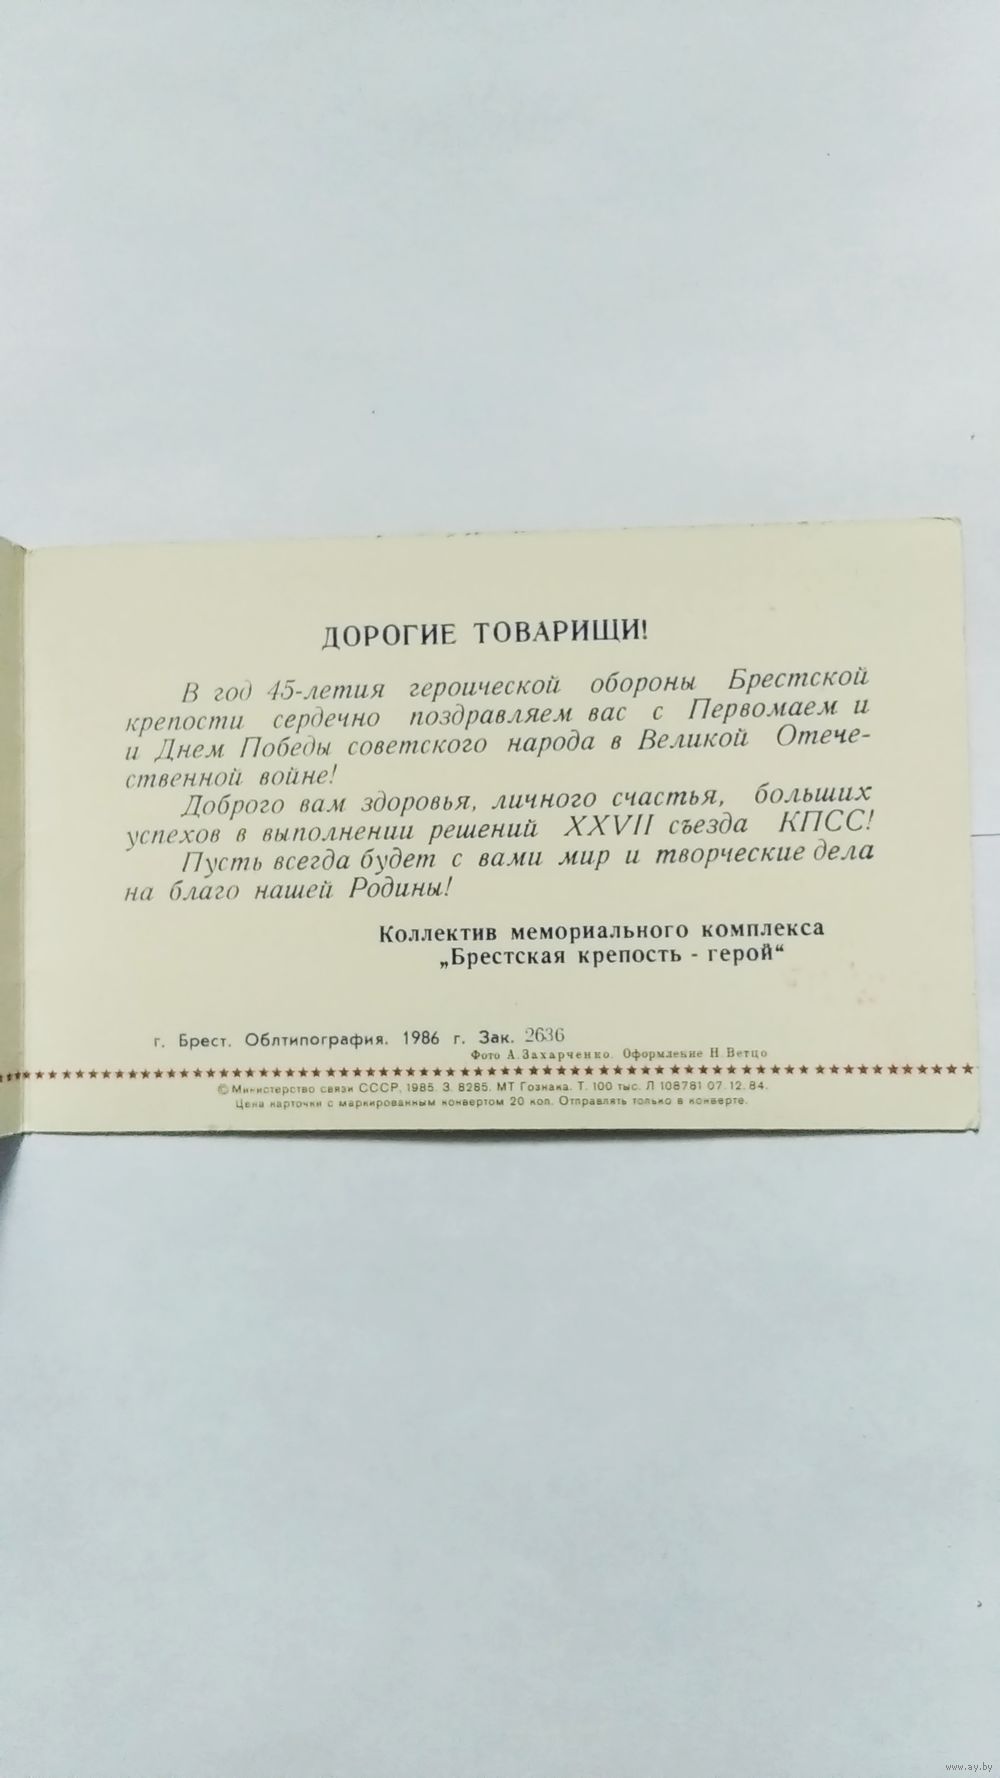 ДОРОГИЕ ТОВАРИЩИ!
В год 45-летия героической обороны Брестской
крепости сердечно поздравляем вас с Первомаем и
и Днем Победы советского народа в Великой Отече-
ственной войне!
Доброго вам здоровья, личного счастья, больших
успехов в выполнении решений XXVII съезда КПСС!
Пусть всегда будет с вами мир и творческие дела
на благо нашей Родины!
Коллектив мемориального комплекса
„Брестская крепость - герой“
г. Брест. Облтипография. 1986 г. Зак. 2636
Фото А.Захарченко. Оформление Н.Ветцо
© Министерство связи СССР, 1985. З. 8285. МТ Гознака. Т. 100 тыс. Л 108781 07.12.84.
Цена карточки с маркированным конвертом 20 коп. Отправлять только в конверте.
www.ay.by